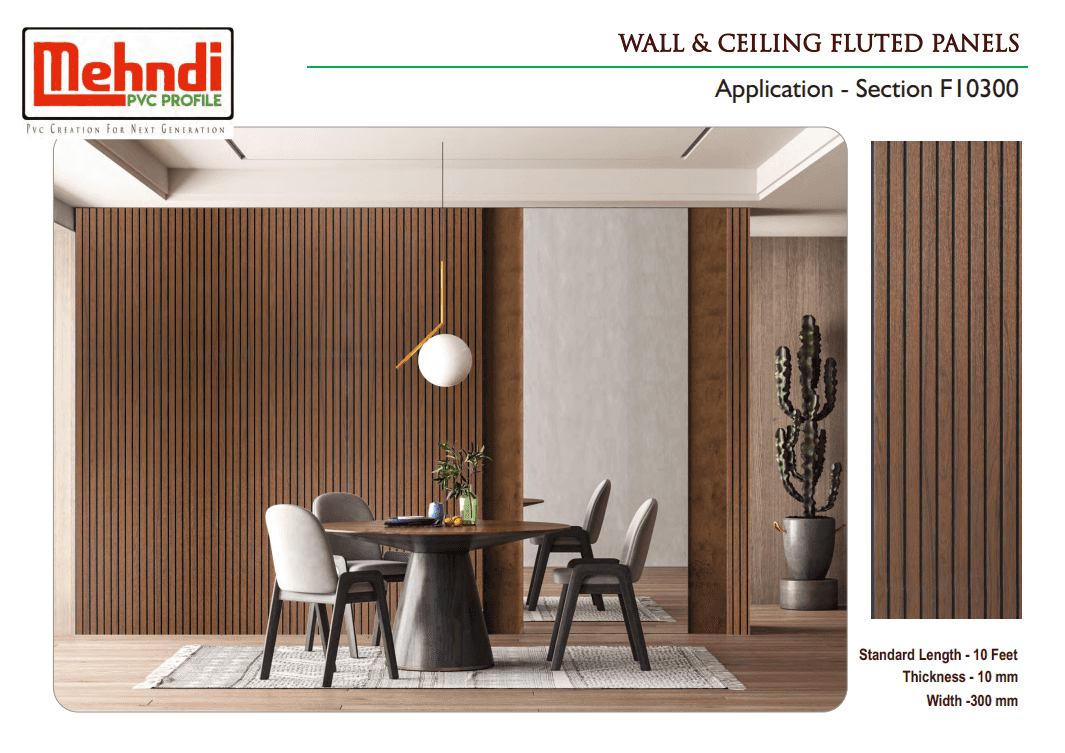 Mehndi
PVC PROFILE
PVC CREATION FOR NEXT GENERATION
WALL & CEILING FLUTED PANELS
Application - Section F10300
Standard Length - 10 Feet
Thickness - 10 mm
Width -300 mm